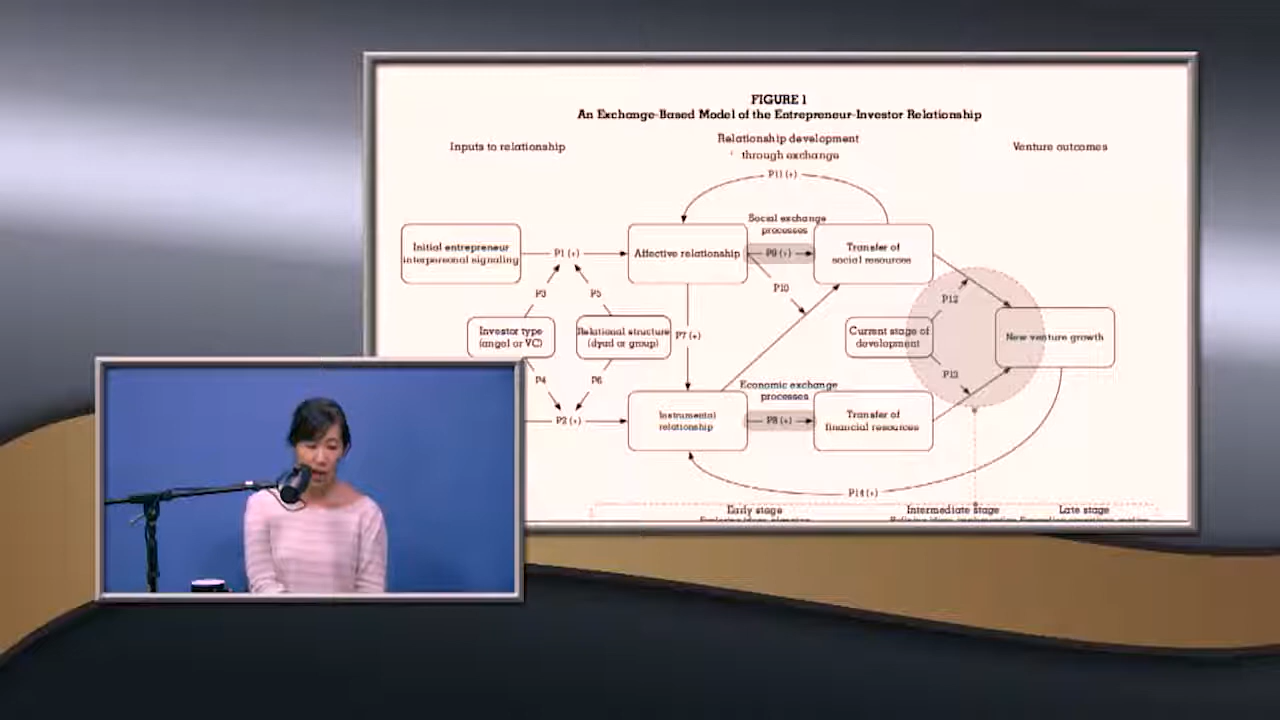 FIGURE 1
An Exchange-Based Model of the Entrepreneur-Investor Relationship
Inputs to relationship
Relationship development
through exchange
Venture outcomes
P11 (+)
Social exchange
processes
Initial entrepreneur
interpersonal signaling
P1 (+)
Affective relationship
P9 (+)
Transfer of
social resources
P3
P5
P10
P12
Investor type
(angel or VC)
Relational structure
(dyad or group)
P7 (+)
Current stage of
development
New venture growth
P4
P6
P13
Economic exchange
processes
P2 (+)
Instrumental
relationship
P8 (+)
Transfer of
financial resources
P14 (+)
Early stage
Intermediate stage
Late stage